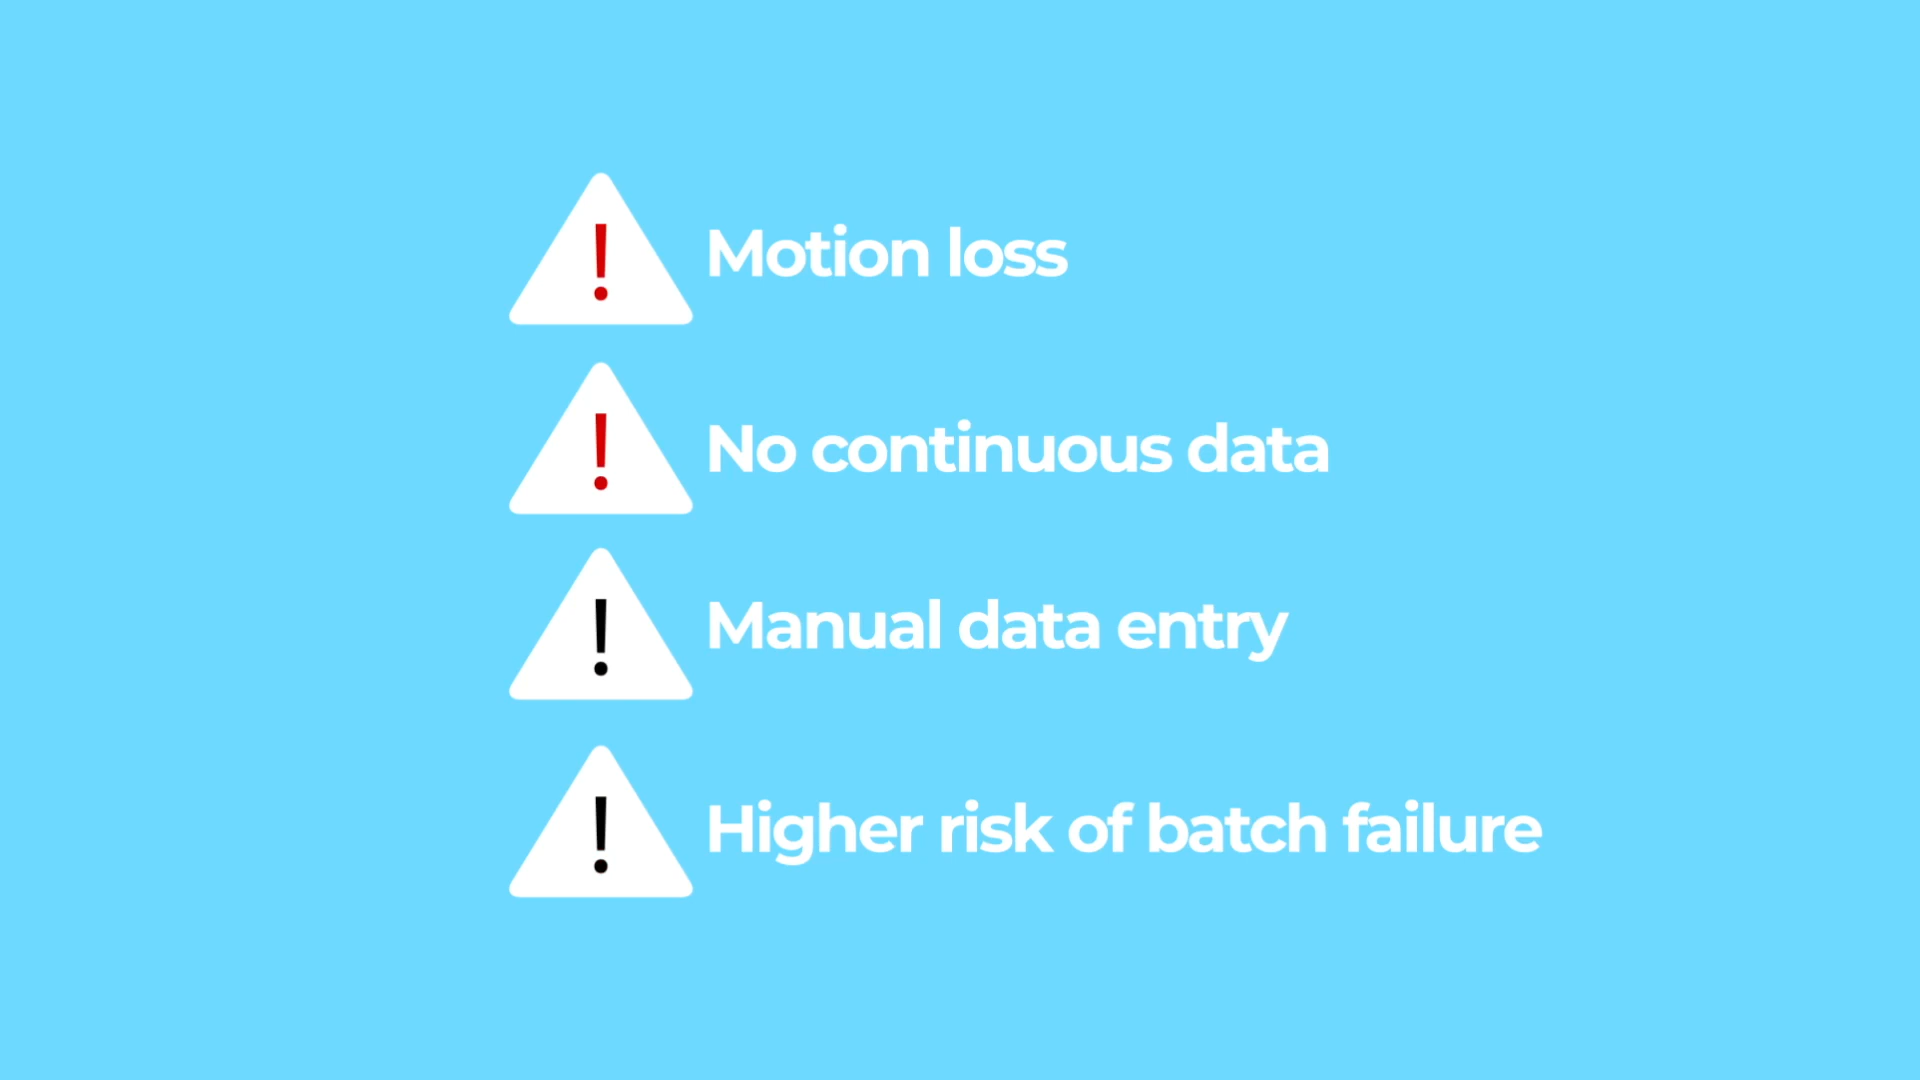 ! Motion loss
! No continuous data
! Manual data entry
! Higher risk of batch failure